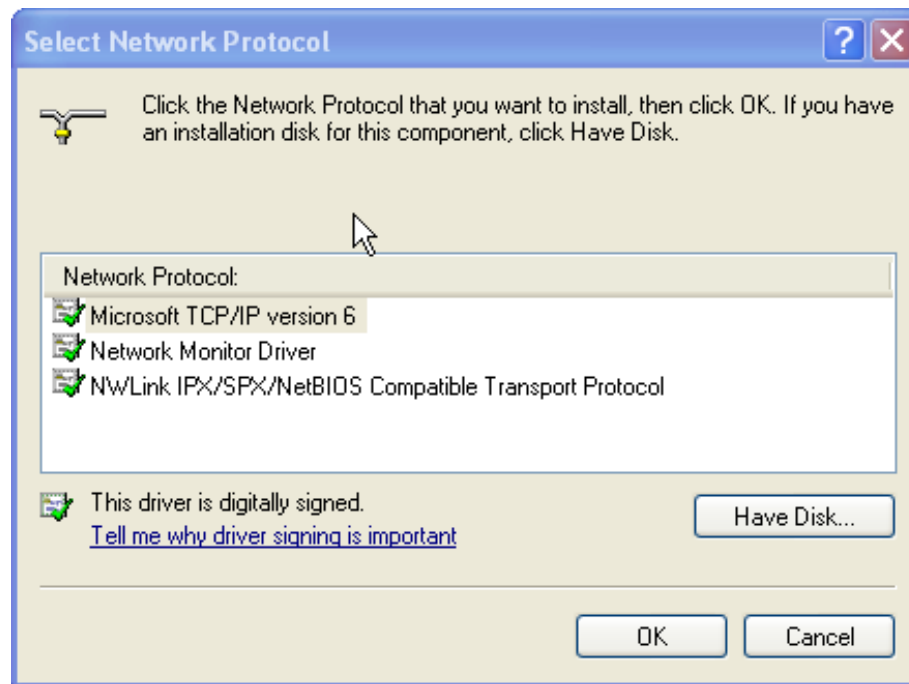 Select Network Protocol
Click the Network Protocol that you want to install, then click OK. If you have
an installation disk for this component, click Have Disk.
Network Protocol:
Microsoft TCP/IP version 6
Network Monitor Driver
NWLink IPX/SPX/NetBIOS Compatible Transport Protocol
This driver is digitally signed.
Tell me why driver signing is important
Have Disk...
OK
Cancel